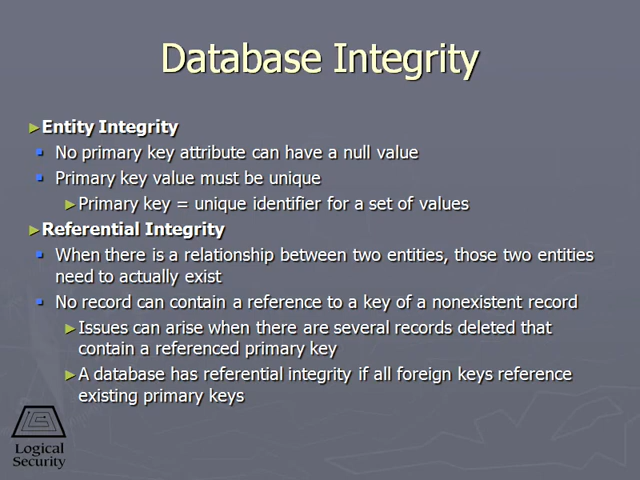 Database Integrity
►Entity Integrity
▪ No primary key attribute can have a null value
▪ Primary key value must be unique
►Primary key = unique identifier for a set of values
►Referential Integrity
▪ When there is a relationship between two entities, those two entities
need to actually exist
▪ No record can contain a reference to a key of a nonexistent record
►Issues can arise when there are several records deleted that
contain a referenced primary key
►A database has referential integrity if all foreign keys reference
existing primary keys
Logical
Security